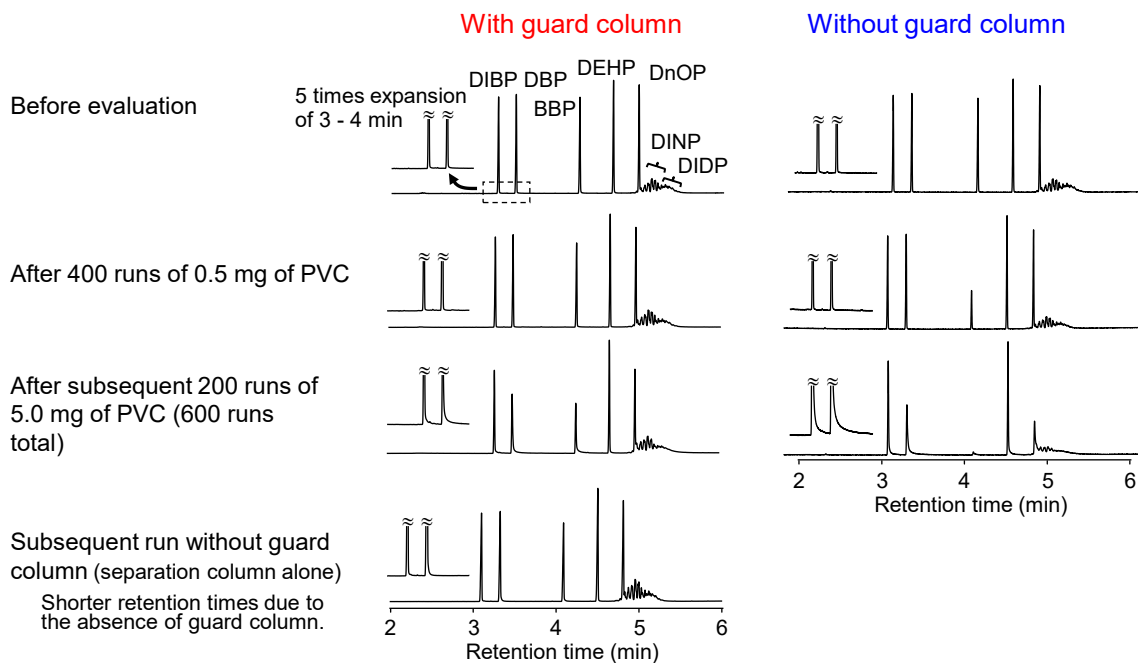 With guard column
Without guard column
Before evaluation
5 times expansion
of 3 - 4 min
DIBP
DBP
BBP
DEHP
DnOP
DINP
DIDP
≈ ≈
≈ ≈
After 400 runs of 0.5 mg of PVC
≈ ≈
≈ ≈
After subsequent 200 runs of
5.0 mg of PVC (600 runs
total)
≈ ≈
≈ ≈
2 3 4 5 6
Retention time (min)
Subsequent run without guard
column (separation column alone)
Shorter retention times due to
the absence of guard column.
≈ ≈
2 3 4 5 6
Retention time (min)